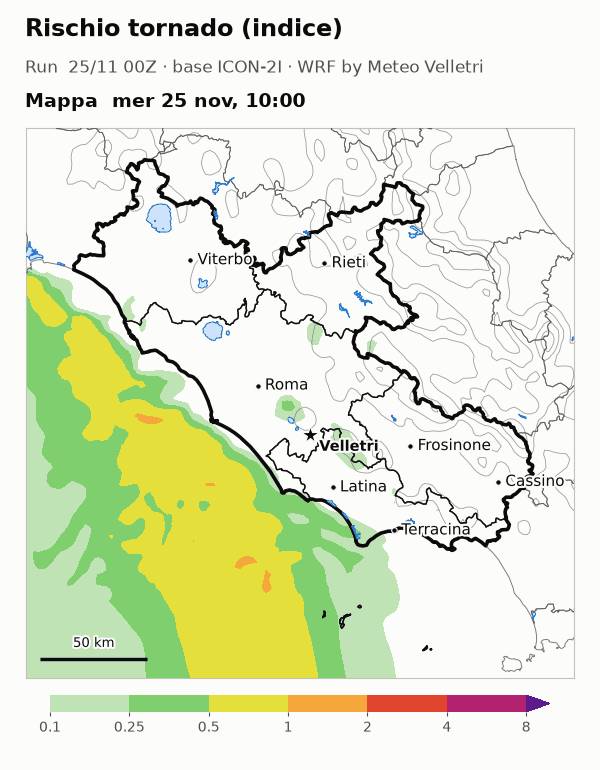 Rischio tornado (indice)
Run  25/11 00Z · base ICON-2I · WRF by Meteo Velletri
Mappa  mer 25 nov, 10:00
Viterbo
Rieti
Roma
Velletri
Frosinone
Cassino
Latina
Terracina
50 km
0.1 0.25 0.5 1 2 4 8